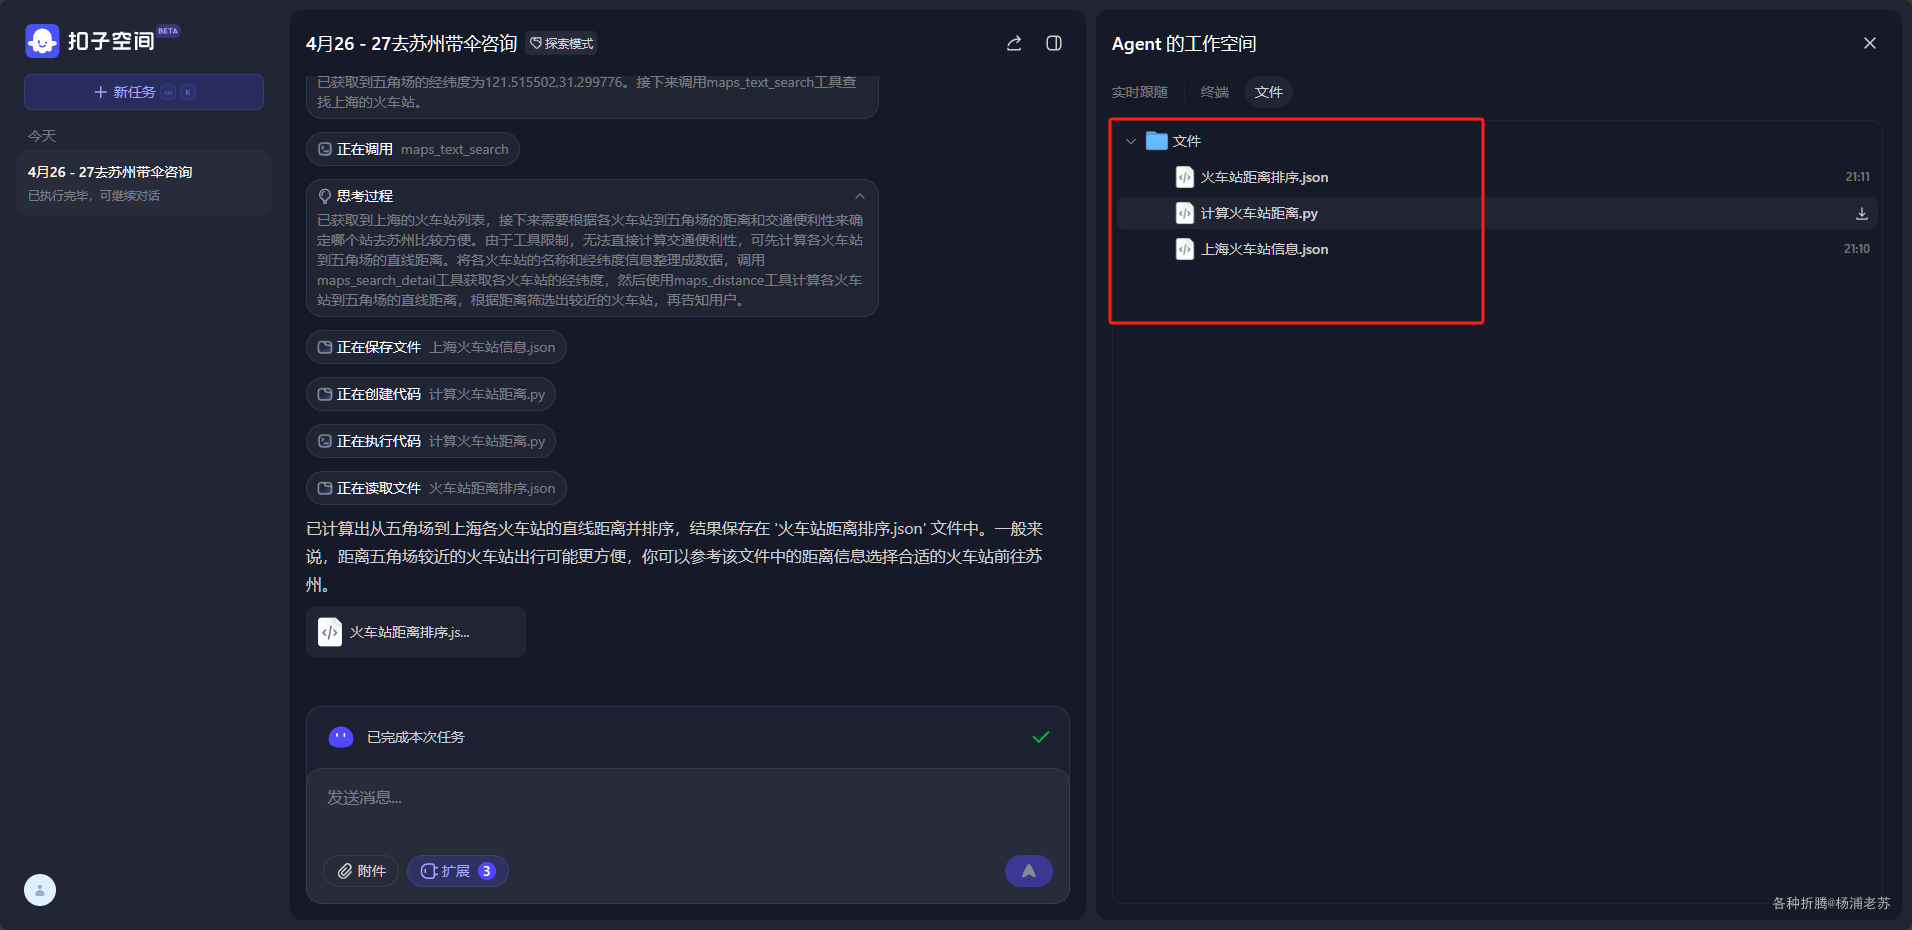 扣子空间 BETA
新任务 K
今天
4月26 - 27去苏州带伞咨询
已执行完毕，可继续对话
4月26 - 27去苏州带伞咨询 探索模式
已获取到五角场的经纬度为121.515502,31.299776。接下来调用maps_text_search工具查
找上海的火车站。
正在调用 maps_text_search
思考过程
已获取到上海的火车站列表，接下来需要根据各火车站到五角场的距离和交通便利性来确
定哪个站去苏州比较方便。由于工具限制，无法直接计算交通便利性，可先计算各火车站
到五角场的直线距离。将各火车站的名称和经纬度信息整理成数据，调用
maps_search_detail工具获取各火车站的经纬度，然后使用maps_distance工具计算各火车
站到五角场的直线距离，根据距离筛选出较近的火车站，再告知用户。
正在保存文件 上海火车站信息.json
正在创建代码 计算火车站距离.py
正在执行代码 计算火车站距离.py
正在读取文件 火车站距离排序.json
已计算出从五角场到上海各火车站的直线距离并排序，结果保存在 '火车站距离排序.json' 文件中。一般来
说，距离五角场较近的火车站出行可能更方便，你可以参考该文件中的距离信息选择合适的火车站前往苏
州。
火车站距离排序.js...
已完成本次任务
发送消息...
附件 扩展 3
Agent 的工作空间
实时跟随 终端 文件
文件
火车站距离排序.json 21:11
计算火车站距离.py
上海火车站信息.json 21:10
各种折腾@杨浦老苏